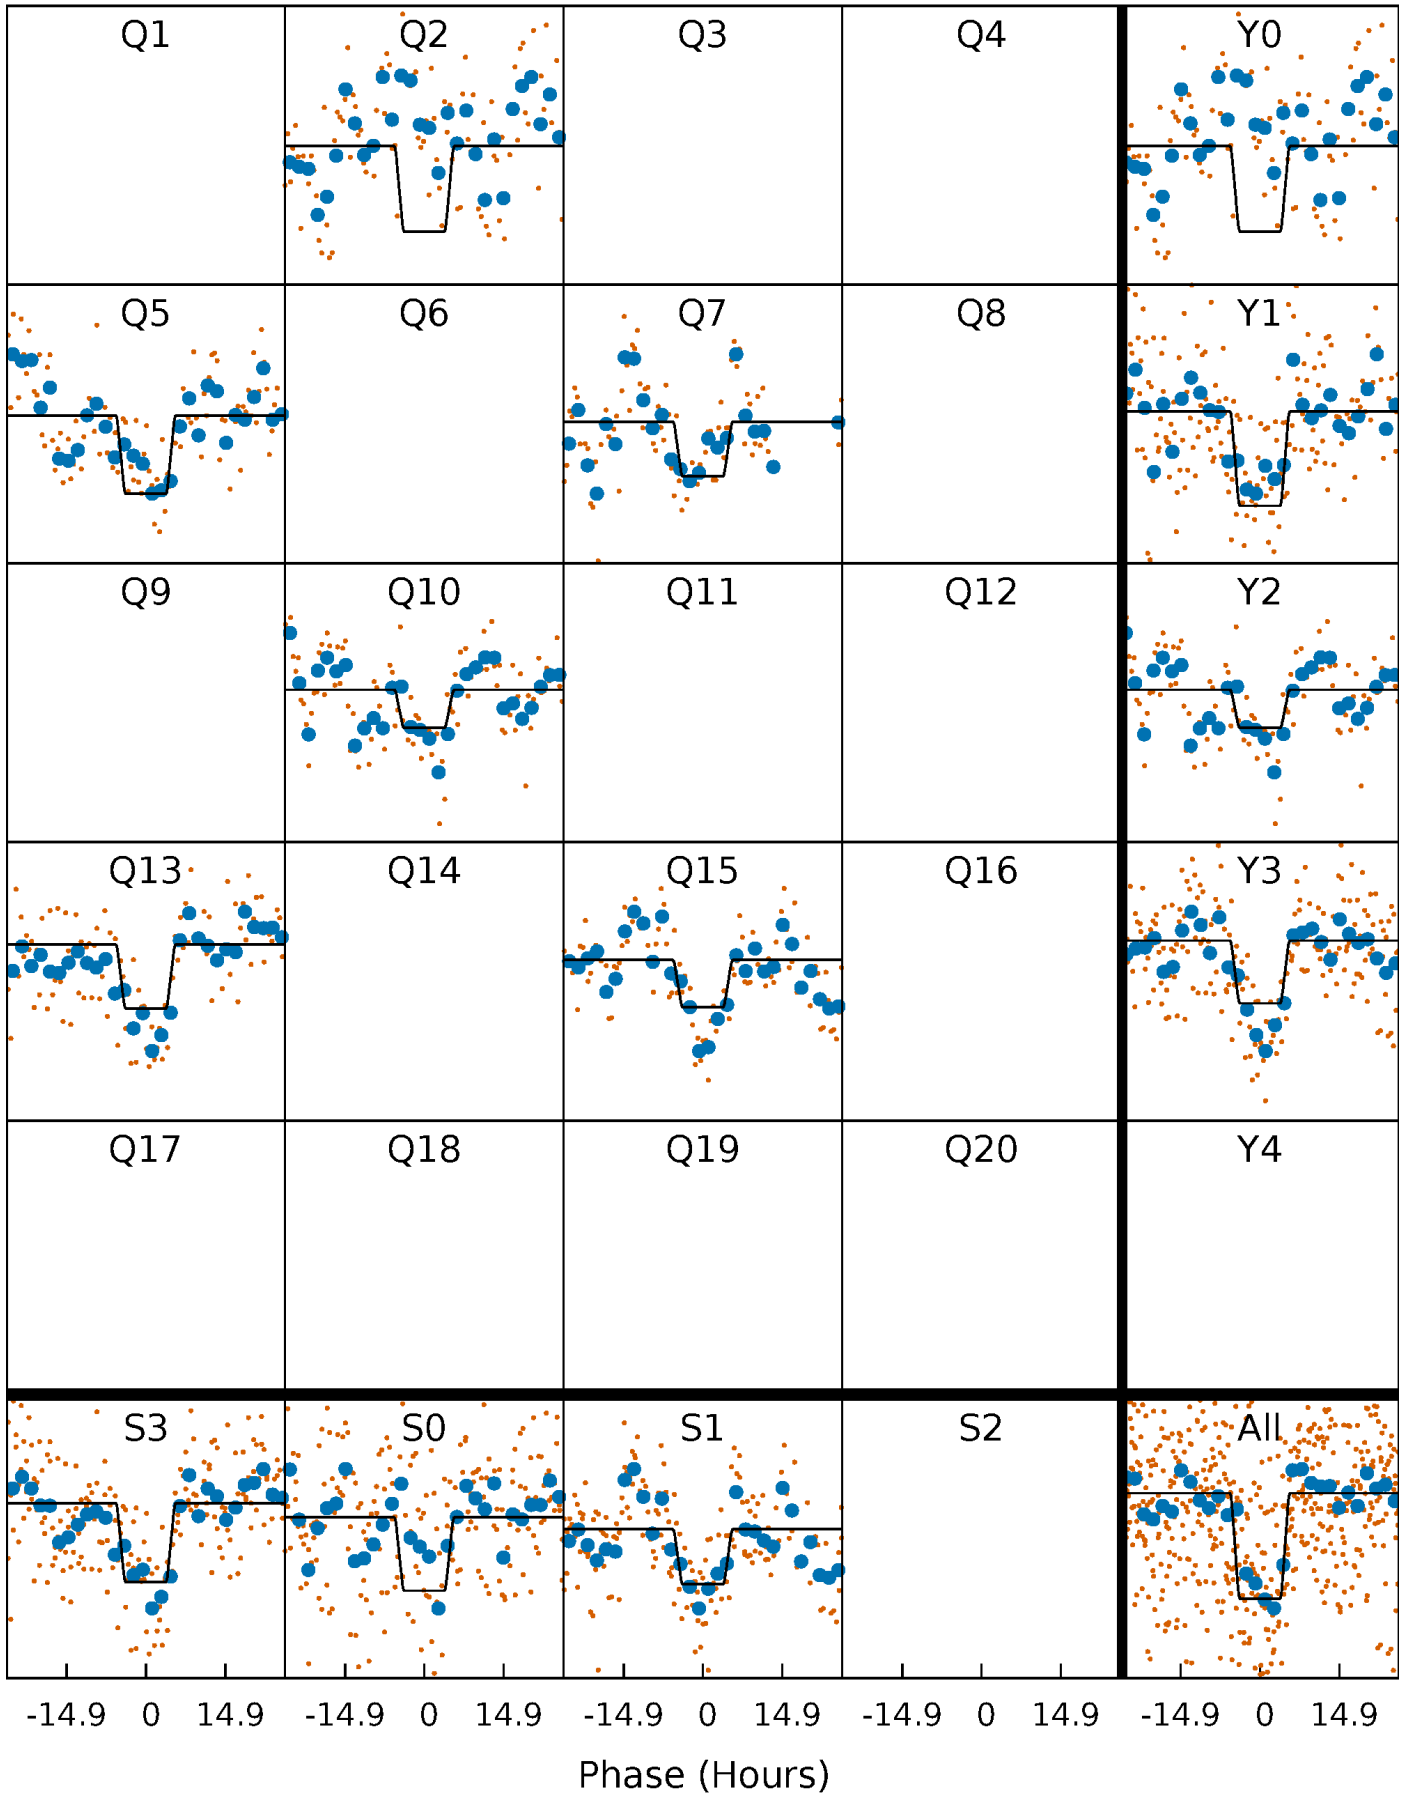 Q1 Q2 Q3 Q4 Y0
Q5 Q6 Q7 Q8 Y1
Q9 Q10 Q11 Q12 Y2
Q13 Q14 Q15 Q16 Y3
Q17 Q18 Q19 Q20 Y4
S3 S0 S1 S2 All
-14.9 0 14.9 -14.9 0 14.9 -14.9 0 14.9 -14.9 0 14.9 -14.9 0 14.9
Phase (Hours)